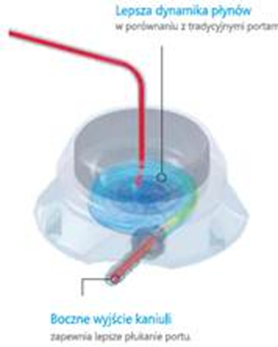 Lepsza dynamika płynów
w porównaniu z tradycyjnymi portami
Boczne wyjście kaniuli
zapewnia lepsze płukanie portu.